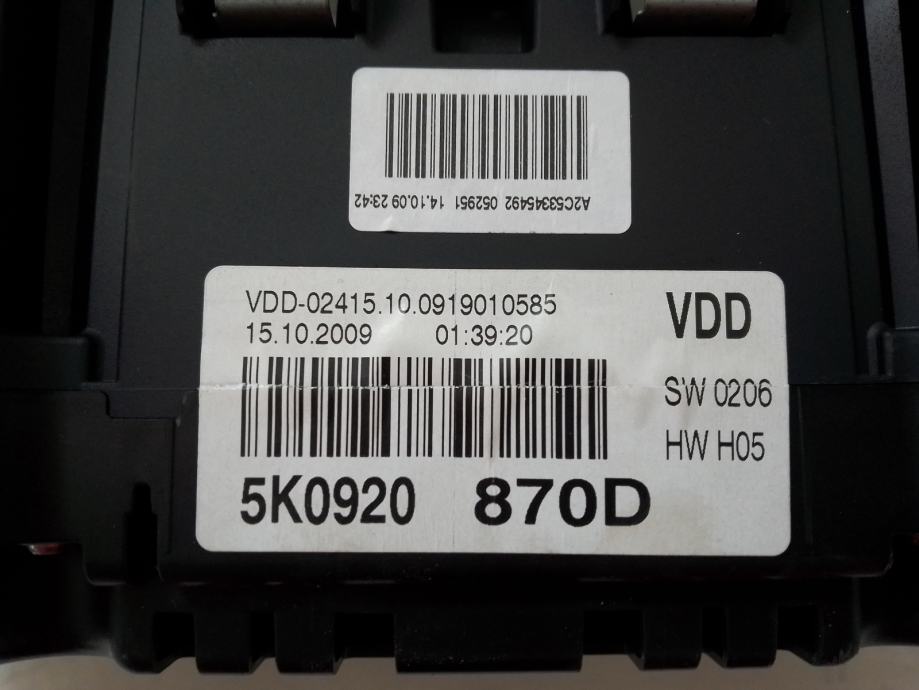 A2C53345492 052951 14.10.09 23:42
VDD-02415.10.0919010585
15.10.2009 01:39:20
VDD
SW 0206
HW H05
5K0920 870D